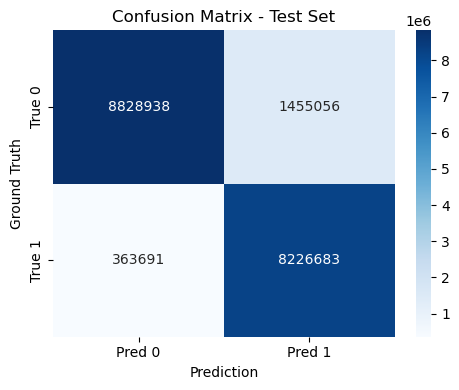 Confusion Matrix - Test Set
1e6
True 0
8828938
1455056
True 1
363691
8226683
Ground Truth
Pred 0
Pred 1
Prediction
8
7
6
5
4
3
2
1